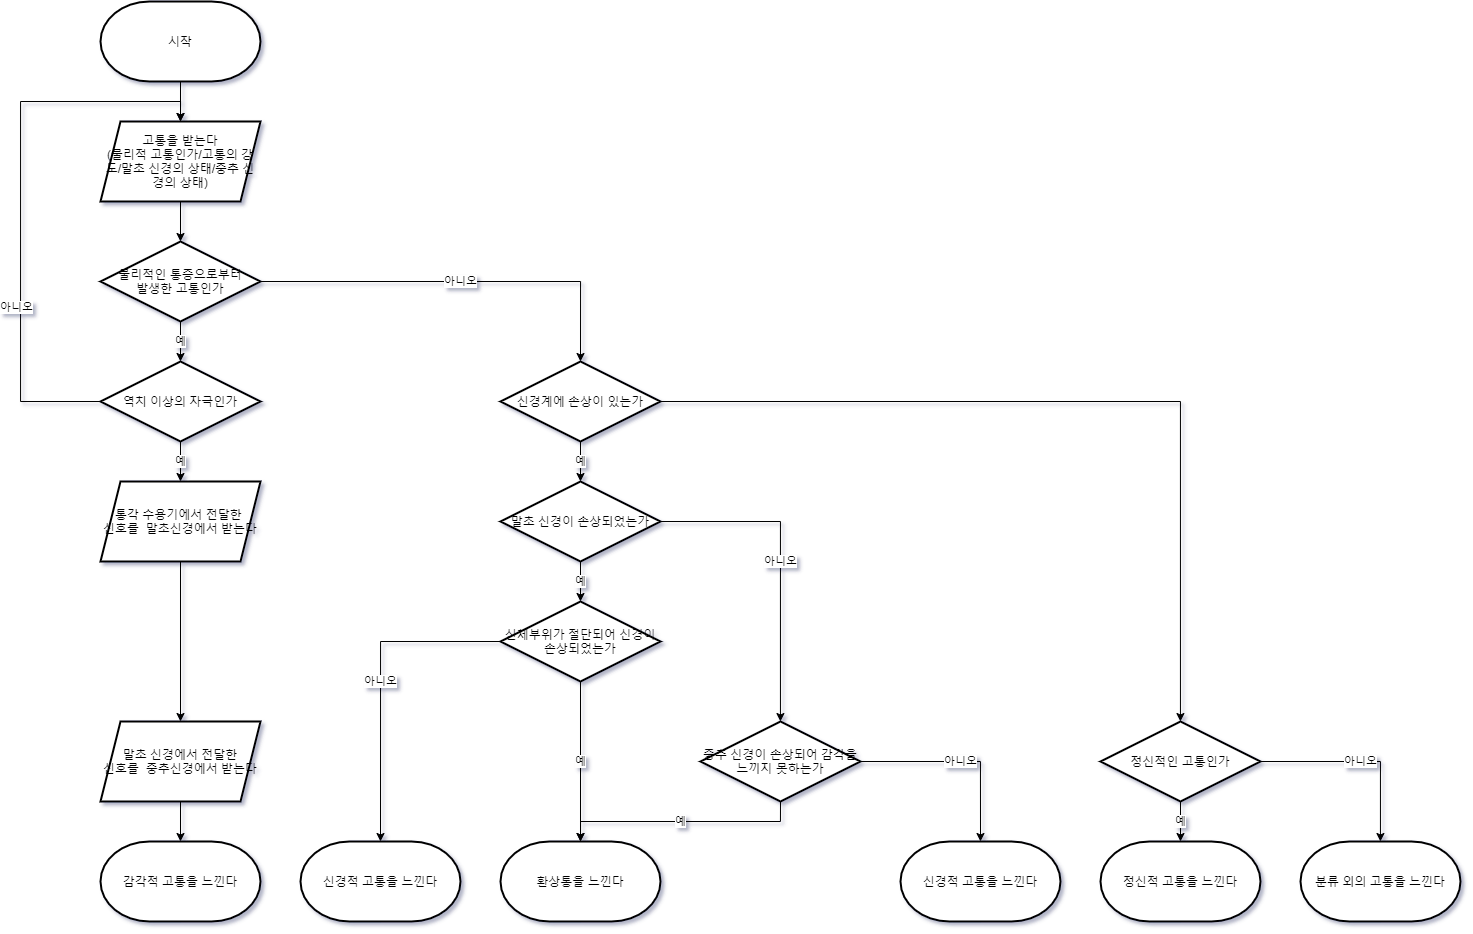 시작
고통을 받는다
(물리적 고통인가/고통의 강
도/말초 신경의 상태/중추 신
경의 상태)
물리적인 통증으로부터
발생한 고통인가
아니오
아니오
예
역치 이상의 자극인가
신경계에 손상이 있는가
예
예
통각 수용기에서 전달한
신호를 말초신경에서 받는다
말초 신경이 손상되었는가
아니오
예
신체부위가 절단되어 신경이
손상되었는가
아니오
말초 신경에서 전달한
신호를 중추신경에서 받는다
예
중추 신경이 손상되어 감각을
느끼지 못하는가
아니오
정신적인 고통인가
아니오
예
예
감각적 고통을 느낀다
신경적 고통을 느낀다
환상통을 느낀다
신경적 고통을 느낀다
정신적 고통을 느낀다
분류 외의 고통을 느낀다